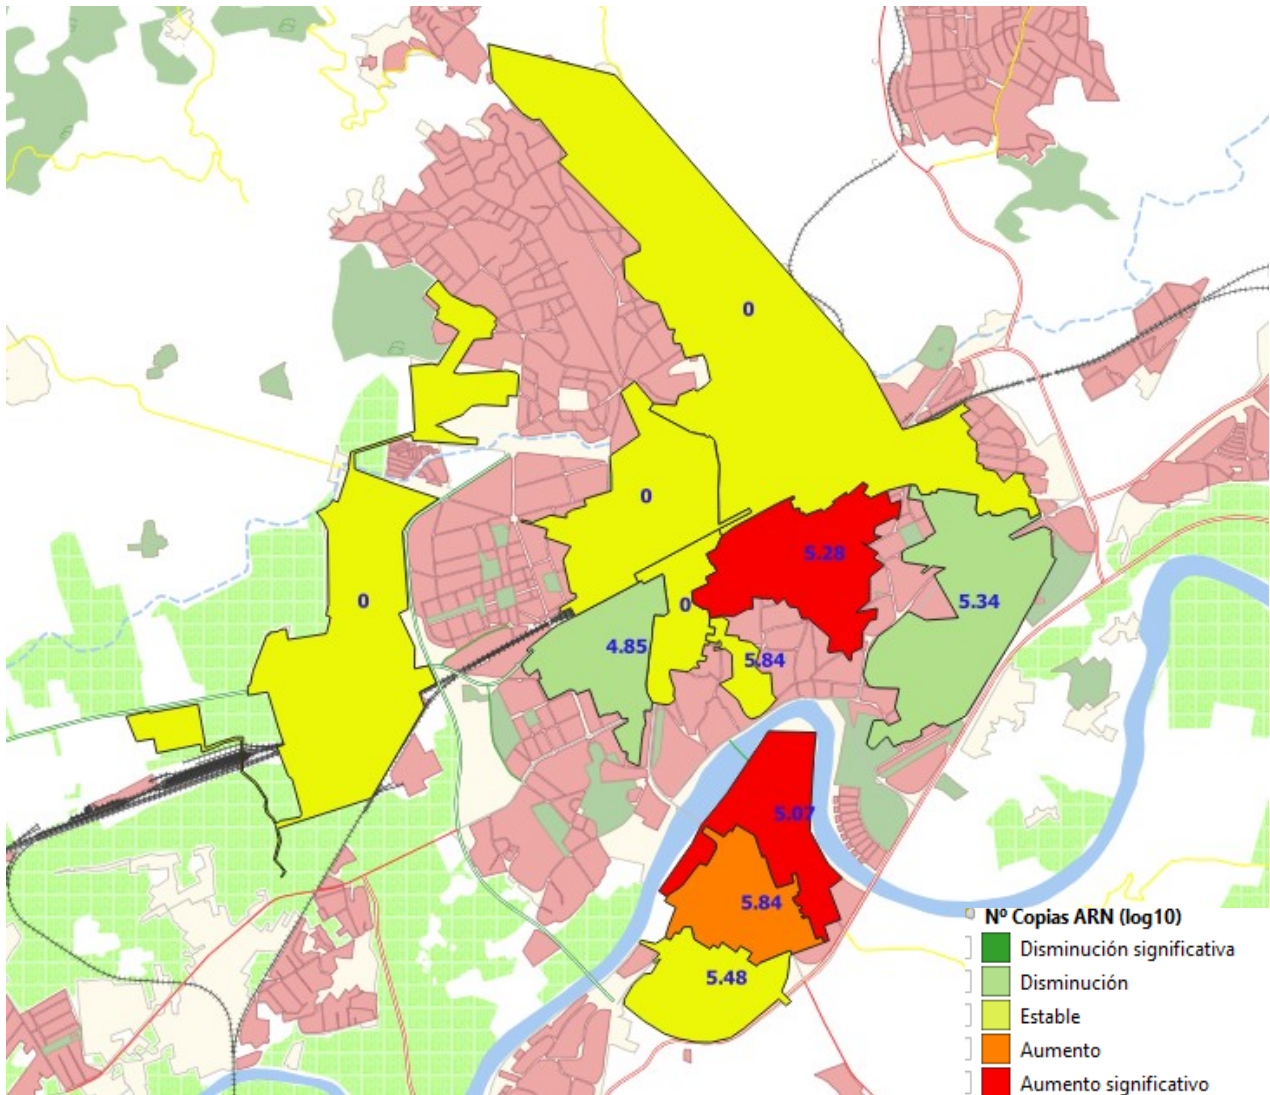 0
0
5.28
0
0
5.34
4.85
5.84
5.07
5.84
5.48
Nº Copias ARN (log10)
Disminución significativa
Disminución
Estable
Aumento
Aumento significativo